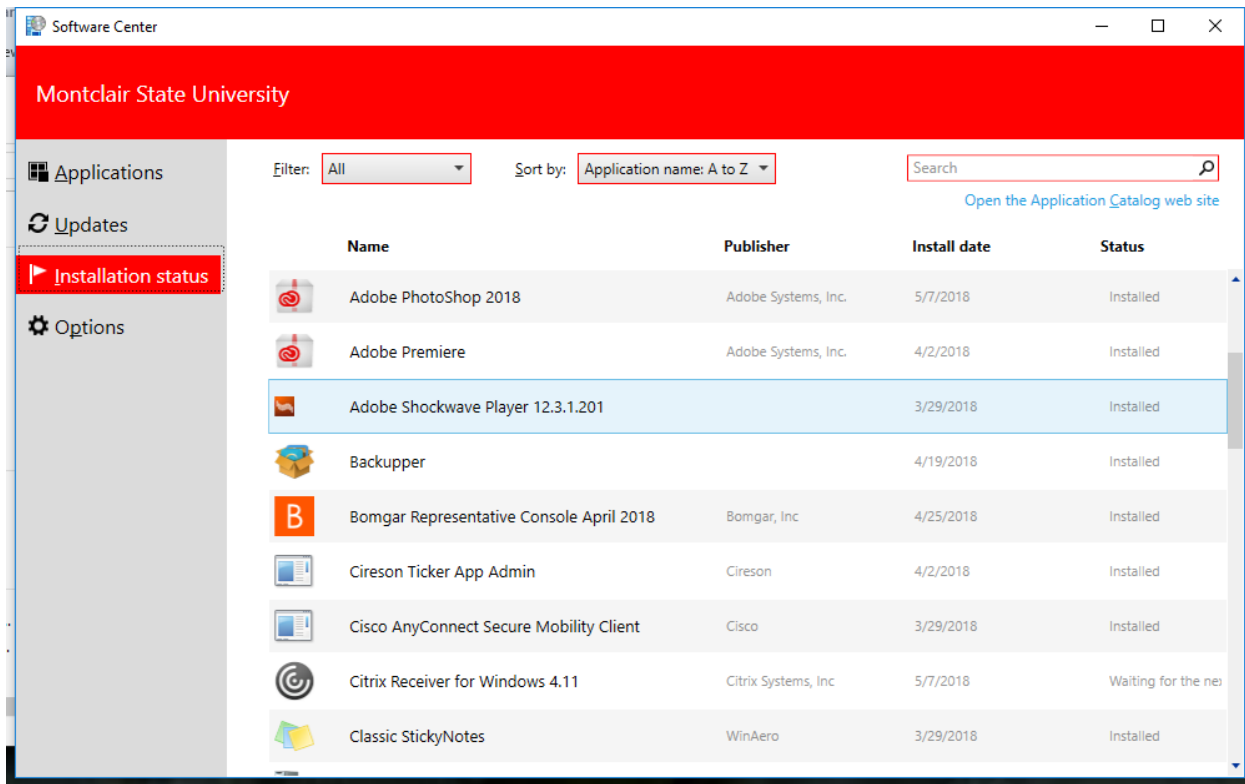 Software Center
Montclair State University
Applications
Updates
Installation status
Options
Filter: All Sort by: Application name: A to Z Search
Open the Application Catalog web site
Name Publisher Install date Status
Adobe PhotoShop 2018 Adobe Systems, Inc. 5/7/2018 Installed
Adobe Premiere Adobe Systems, Inc. 4/2/2018 Installed
Adobe Shockwave Player 12.3.1.201 3/29/2018 Installed
Backupper 4/19/2018 Installed
B Bomgar Representative Console April 2018 Bomgar, Inc 4/25/2018 Installed
Cireson Ticker App Admin Cireson 4/2/2018 Installed
Cisco AnyConnect Secure Mobility Client Cisco 3/29/2018 Installed
Citrix Receiver for Windows 4.11 Citrix Systems, Inc 5/7/2018 Waiting for the
Classic StickyNotes WinAero 3/29/2018 Installed